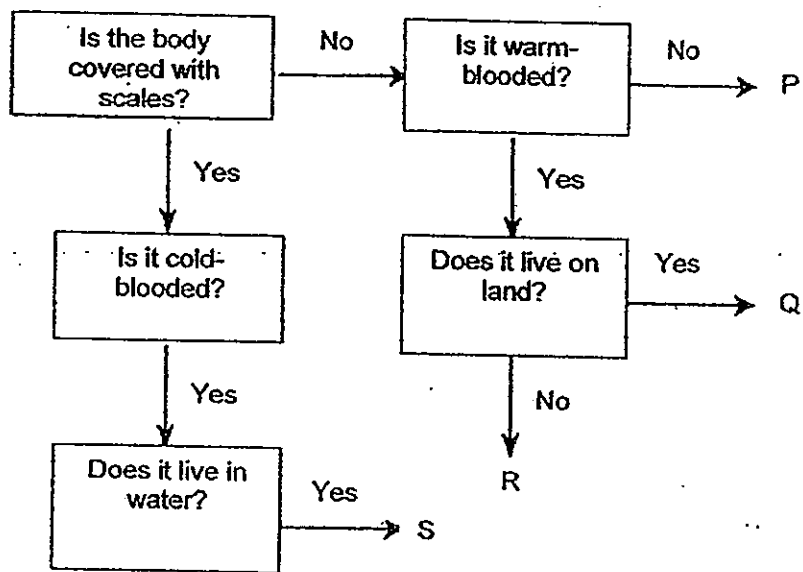 Is the body
covered with
scales?
No
Is it warm-
blooded?
No
P
Yes
Yes
Is it cold-
blooded?
Does it live on
land?
Yes
Q
Yes
No
Does it live in
water?
Yes
S
R